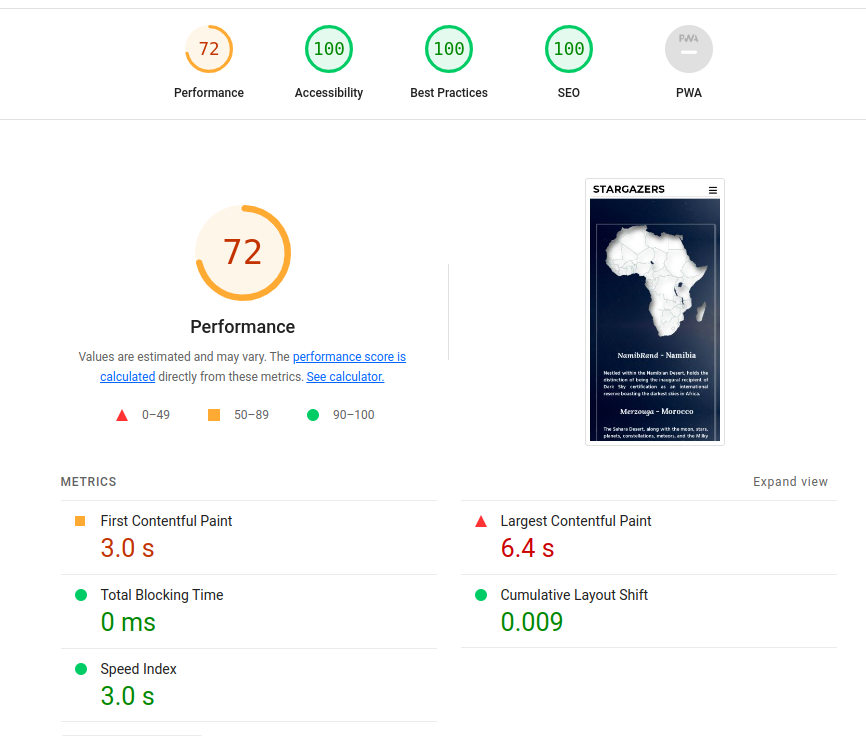 72
100
100
100
PWA
Performance
Accessibility
Best Practices
SEO
PWA
72
Performance
Values are estimated and may vary. The performance score is
calculated directly from these metrics. See calculator.
0–49
50–89
90–100
STARGAZERS
NamibRand - Namibia
Nestled within the Namibian Desert, holds the
distinction of being the inaugural recipient of
Dark Sky certification as an international
reserve boasting the darkest skies in Africa.
Merzouga - Morocco
The Sahara Desert, along with the moon, stars,
planets, constellations, meteors, and the Milky
METRICS
Expand view
First Contentful Paint
3.0 s
Largest Contentful Paint
6.4 s
Total Blocking Time
0 ms
Cumulative Layout Shift
0.009
Speed Index
3.0 s